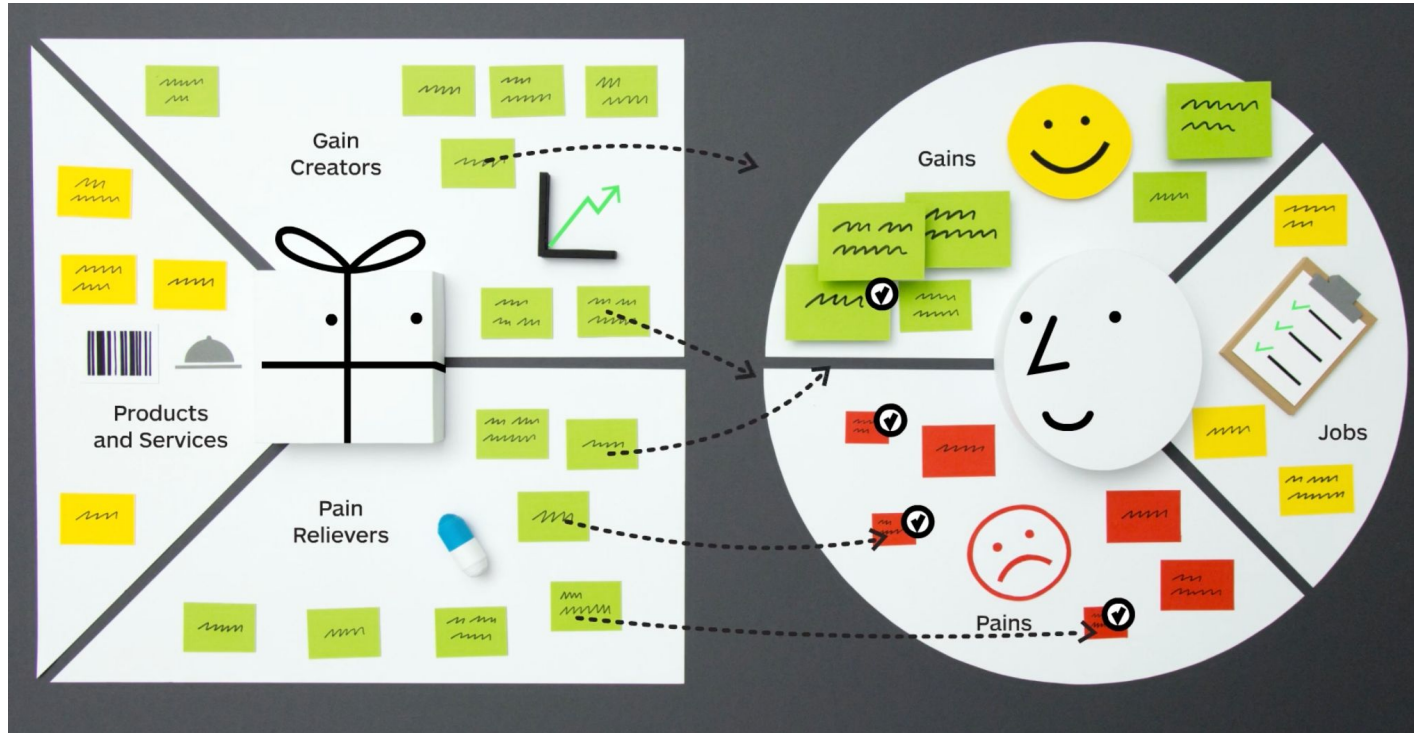 Gain
Creators
Gains
Products
and Services
Jobs
Pain
Relievers
Pains